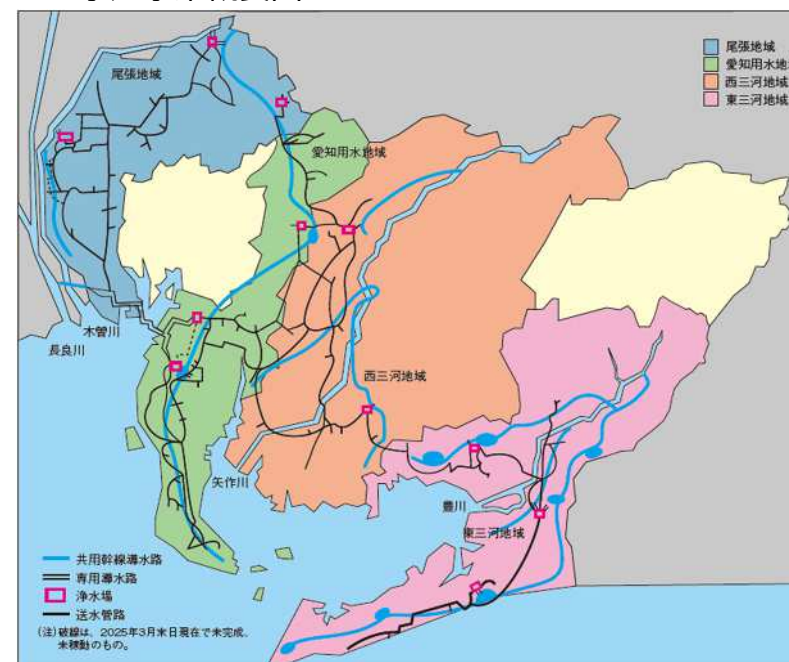 尾張地域
愛知用水地
西三河地域
東三河地域
尾張地域
愛知用水地域
木曽川
長良川
西三河地域
矢作川
豊川
東三河地域
共用幹線導水路
専用導水路
浄水場
送水管路
(注)破線は、2025年3月末日現在で未完成、
未稼動のもの。